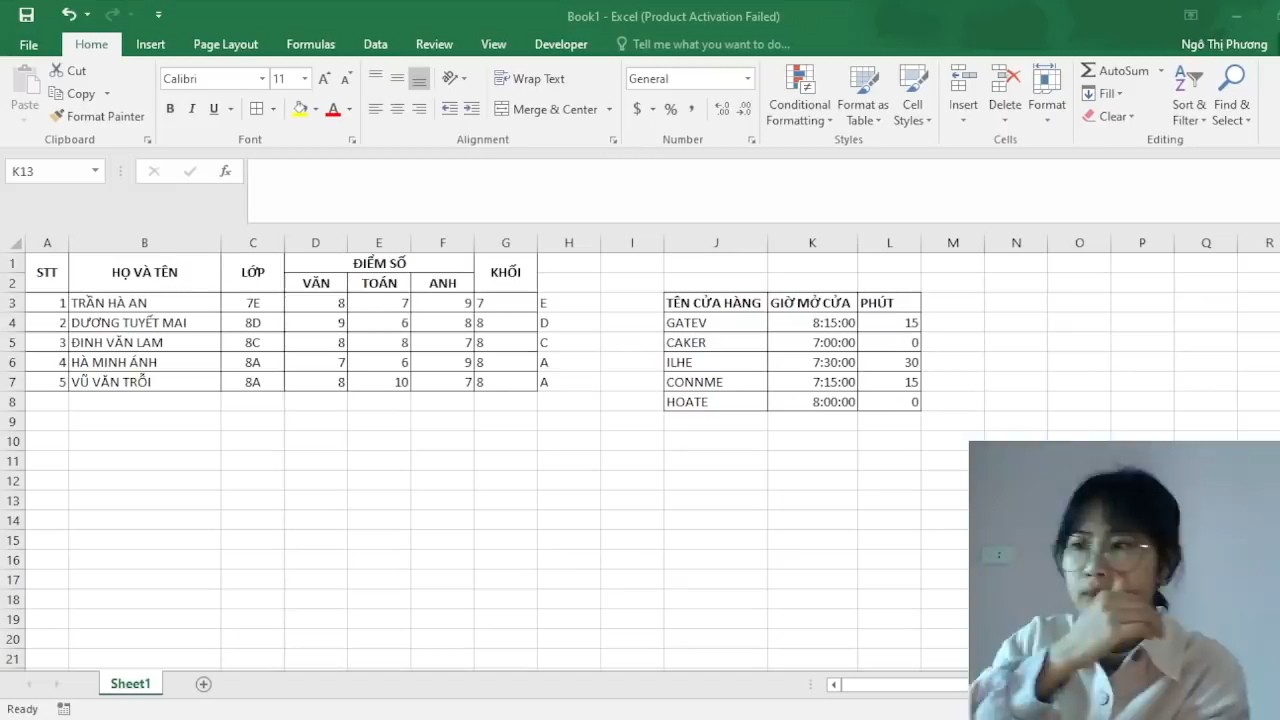 Book1 - Excel (Product Activation Failed)
File Home Insert Page Layout Formulas Data Review View Developer Tell me what you want to do... Ngô Thị Phương
Paste
Cut
Copy
Format Painter
Clipboard
Calibri 11
B I U
Font
Wrap Text
Merge & Center
Alignment
General
$ % ,
Number
Conditional Formatting
Format as Table
Cell Styles
Styles
Insert
Delete
Format
Cells
AutoSum
Fill
Clear
Sort & Filter
Find & Select
Editing
K13
fx
A B C D E F G H I J K L M N O P Q R
1 STT HỌ VÀ TÊN LỚP ĐIỂM SỐ KHỐI
2 VĂN TOÁN ANH
3 1 TRẦN HÀ AN 7E 8 7 9 7 E TÊN CỬA HÀNG GIỜ MỞ CỬA PHÚT
4 2 DƯƠNG TUYẾT MAI 8D 9 6 8 8 D GATEV 8:15:00 15
5 3 ĐINH VĂN LAM 8C 8 8 7 8 C CAKER 7:00:00 0
6 4 HÀ MINH ÁNH 8A 7 6 9 8 A ILHE 7:30:00 30
7 5 VŨ VĂN TRỖI 8A 8 10 7 8 A CONNME 7:15:00 15
8 HOATE 8:00:00 0
9
10
11
12
13
14
15
16
17
18
19
20
21
Sheet1
Ready